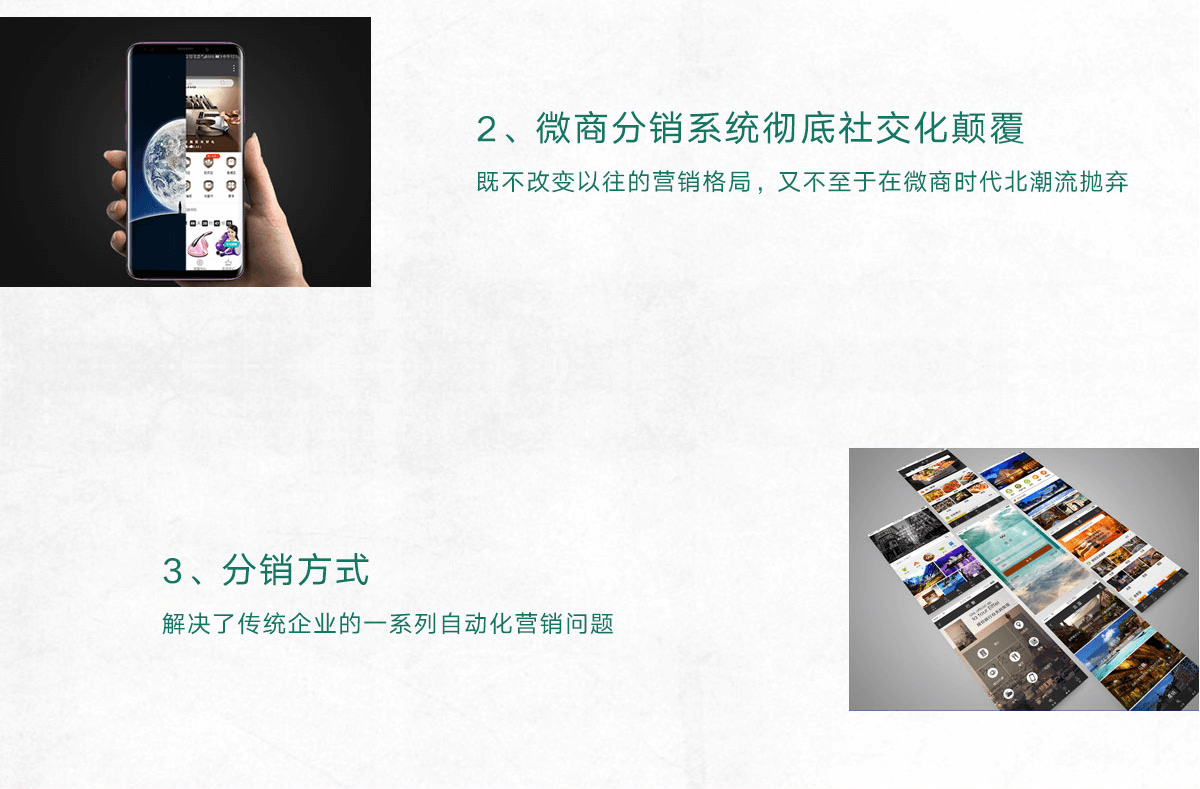 2、微商分销系统彻底社交化颠覆
既不改变以往的营销格局，又不至于在微商时代北潮流抛弃
3、分销方式
解决了传统企业的一系列自动化营销问题